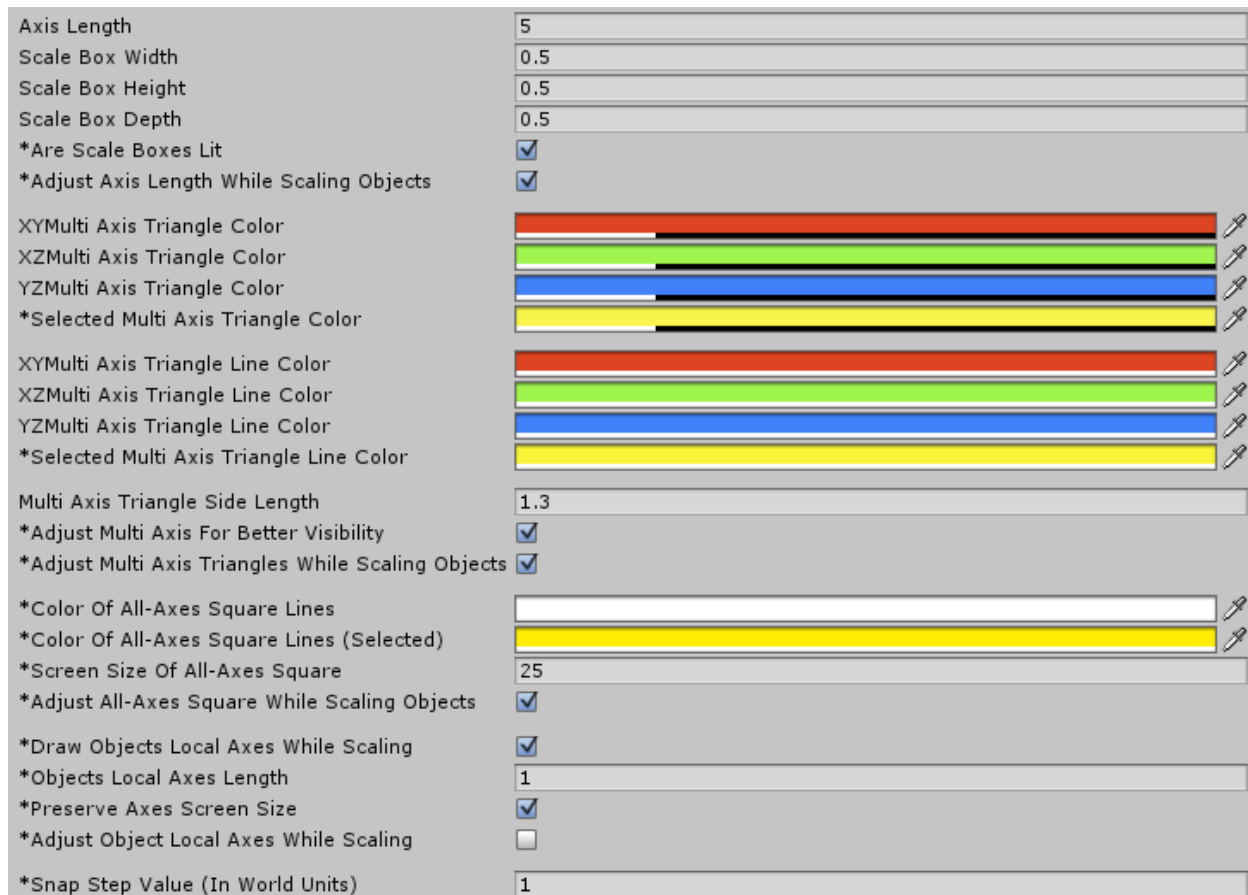 Axis Length 5
Scale Box Width 0.5
Scale Box Height 0.5
Scale Box Depth 0.5
*Are Scale Boxes Lit
*Adjust Axis Length While Scaling Objects
XYMulti Axis Triangle Color
XZMulti Axis Triangle Color
YZMulti Axis Triangle Color
*Selected Multi Axis Triangle Color
XYMulti Axis Triangle Line Color
XZMulti Axis Triangle Line Color
YZMulti Axis Triangle Line Color
*Selected Multi Axis Triangle Line Color
Multi Axis Triangle Side Length 1.3
*Adjust Multi Axis For Better Visibility
*Adjust Multi Axis Triangles While Scaling Objects
*Color Of All-Axes Square Lines
*Color Of All-Axes Square Lines (Selected)
*Screen Size Of All-Axes Square 25
*Adjust All-Axes Square While Scaling Objects
*Draw Objects Local Axes While Scaling
*Objects Local Axes Length 1
*Preserve Axes Screen Size
*Adjust Object Local Axes While Scaling
*Snap Step Value (In World Units) 1